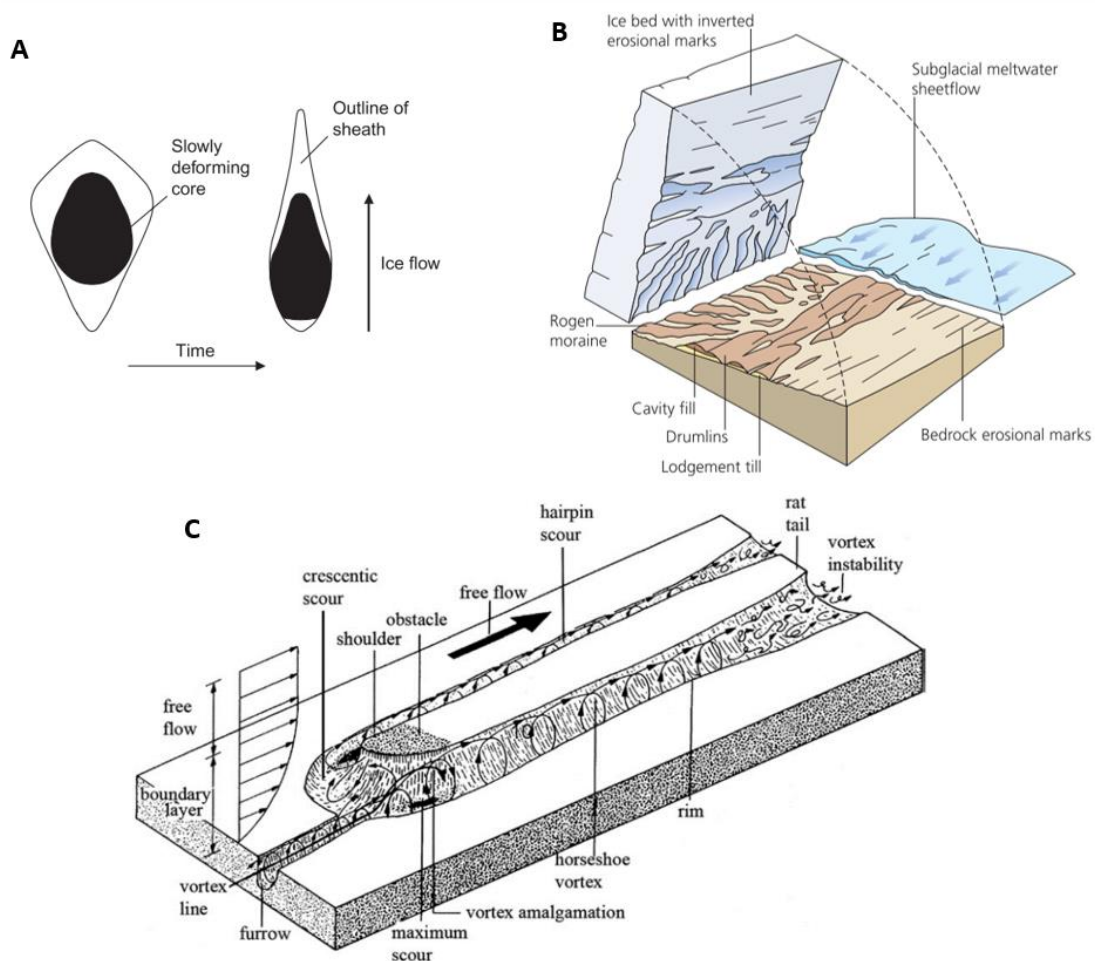 A
Outline of
sheath
Slowly
deforming
core
Ice flow
Time
B
Ice bed with inverted
erosional marks
Subglacial meltwater
sheetflow
Rogen
moraine
Cavity fill
Drumlins
Lodgement till
Bedrock erosional marks
C
rat
tail
hairpin
scour
vortex
instability
crescentic
scour
free flow
obstacle
shoulder
free
flow
boundary
layer
rim
horseshoe
vortex
vortex
line
vortex amalgamation
furrow
maximum
scour